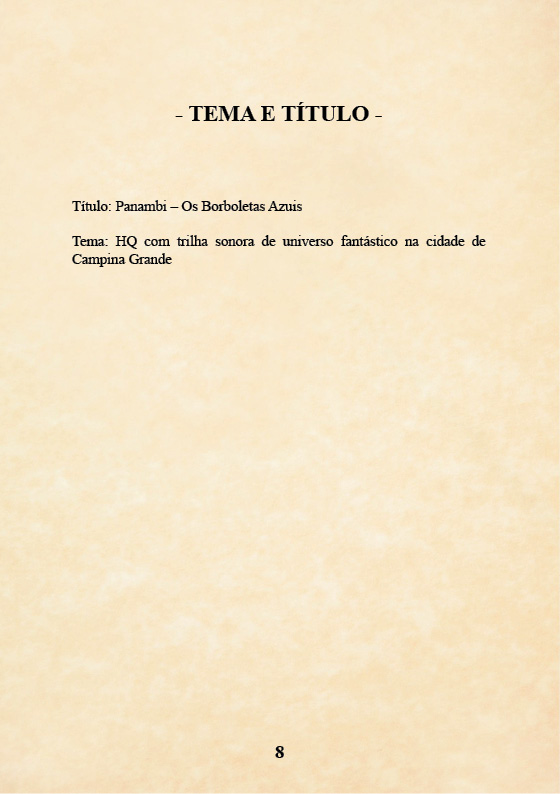 - TEMA E TÍTULO -
Título: Panambi – Os Borboletas Azuis
Tema: HQ com trilha sonora de universo fantástico na cidade de
Campina Grande
8